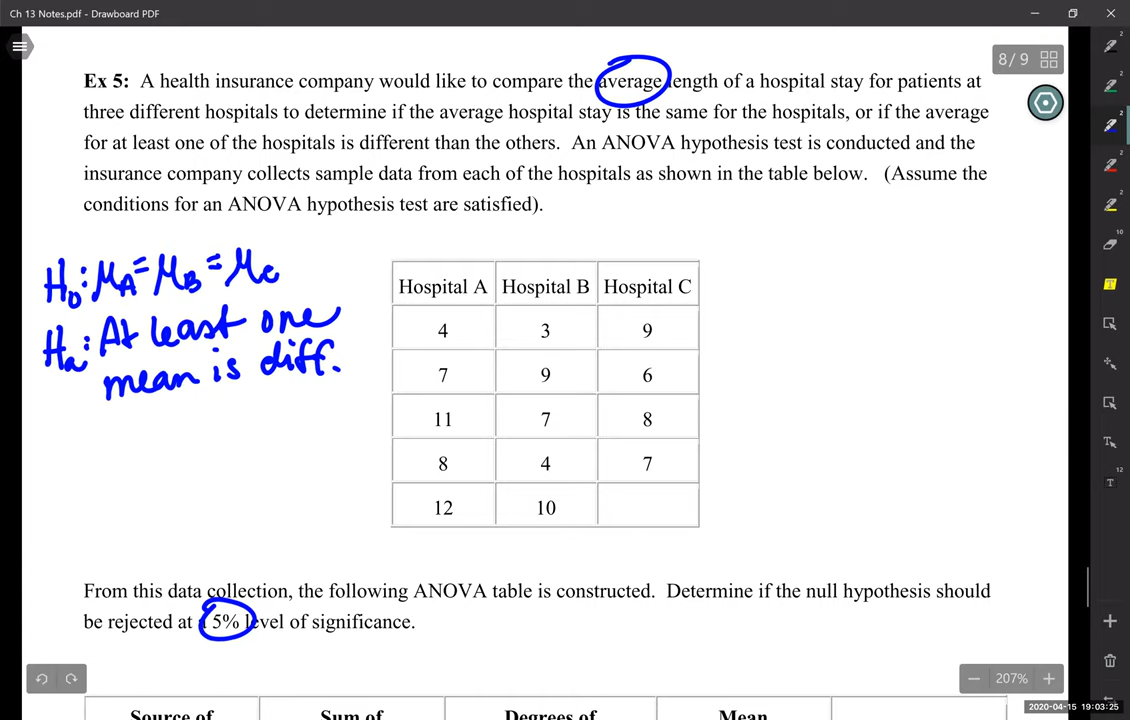 Ch 13 Notes.pdf - Drawboard PDF
8/9
Ex 5: A health insurance company would like to compare the average length of a hospital stay for patients at
three different hospitals to determine if the average hospital stay is the same for the hospitals, or if the average
for at least one of the hospitals is different than the others. An ANOVA hypothesis test is conducted and the
insurance company collects sample data from each of the hospitals as shown in the table below. (Assume the
conditions for an ANOVA hypothesis test are satisfied).
H₀: μA = μB = μC
Ha: At least one
mean is diff.
Hospital A Hospital B Hospital C
4 3 9
7 9 6
11 7 8
8 4 7
12 10
From this data collection, the following ANOVA table is constructed. Determine if the null hypothesis should
be rejected at a 5% level of significance.
207%
Source of Sum of Degrees of Mean
2
2
2
2
2
10
T
T
12
T
2020-04-15 19:03:25